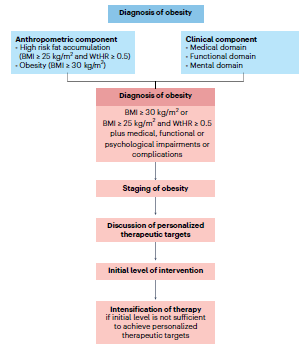 Diagnosis of obesity
Anthropometric component
- High risk fat accumulation
(BMI ≥ 25 kg/m² and WtHR ≥ 0.5)
- Obesity (BMI ≥ 30 kg/m²)
Clinical component
- Medical domain
- Functional domain
- Mental domain
Diagnosis of obesity
BMI ≥ 30 kg/m² or
BMI ≥ 25 kg/m² and WtHR ≥ 0.5
plus medical, functional or
psychological impairments or
complications
Staging of obesity
Discussion of personalized
therapeutic targets
Initial level of intervention
Intensification of therapy
if initial level is not sufficient
to achieve personalized
therapeutic targets